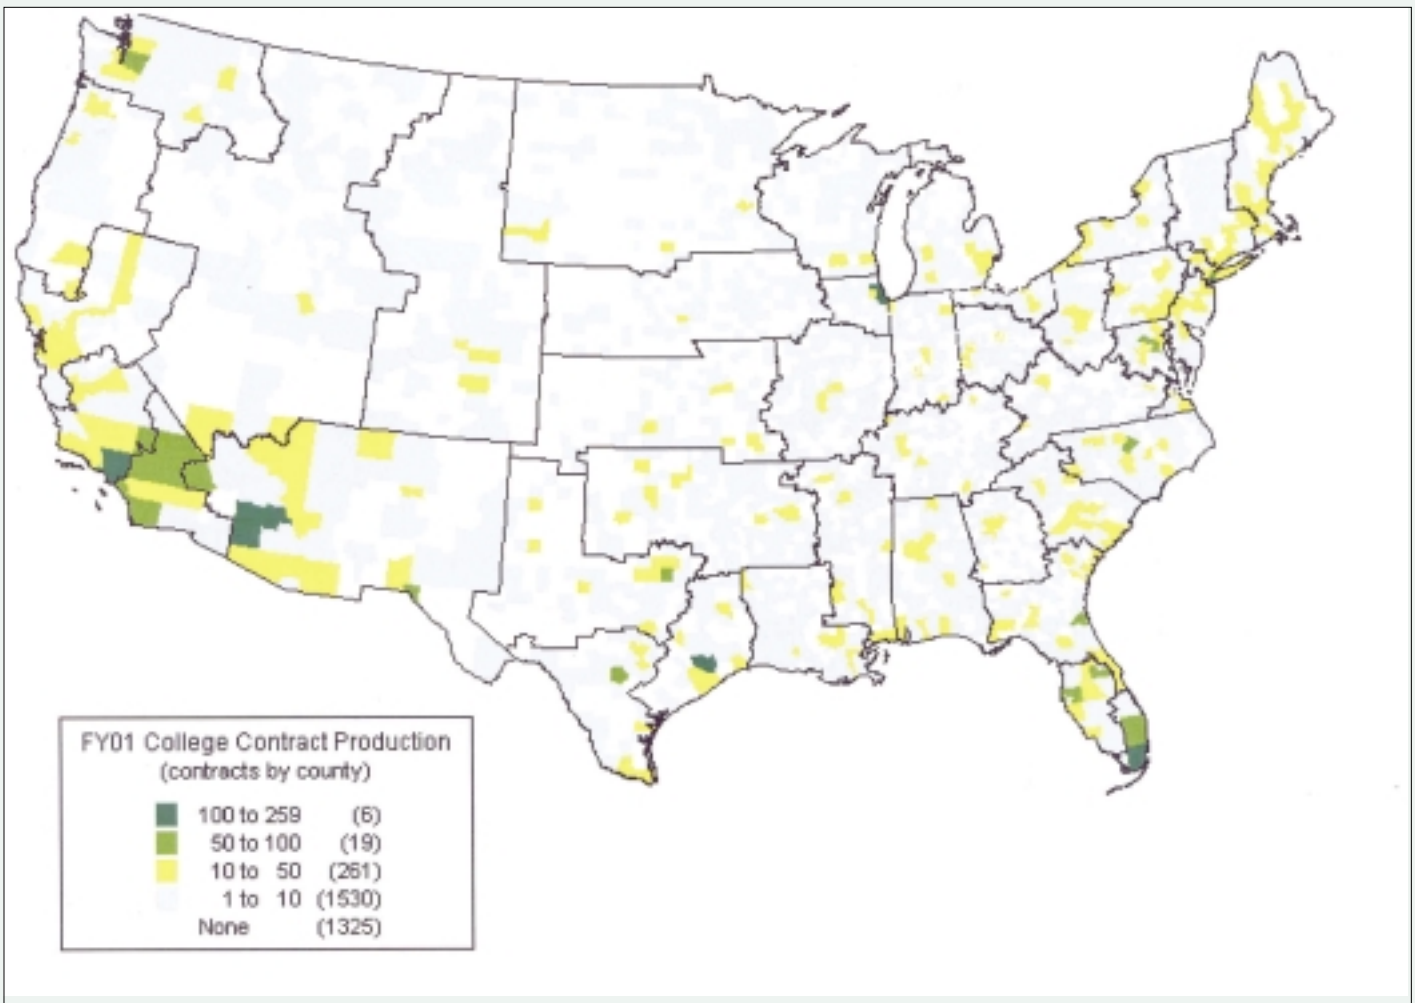 FY01 College Contract Production
(contracts by county)
100 to 259 (6)
50 to 100 (19)
10 to 50 (261)
1 to 10 (1530)
None (1325)